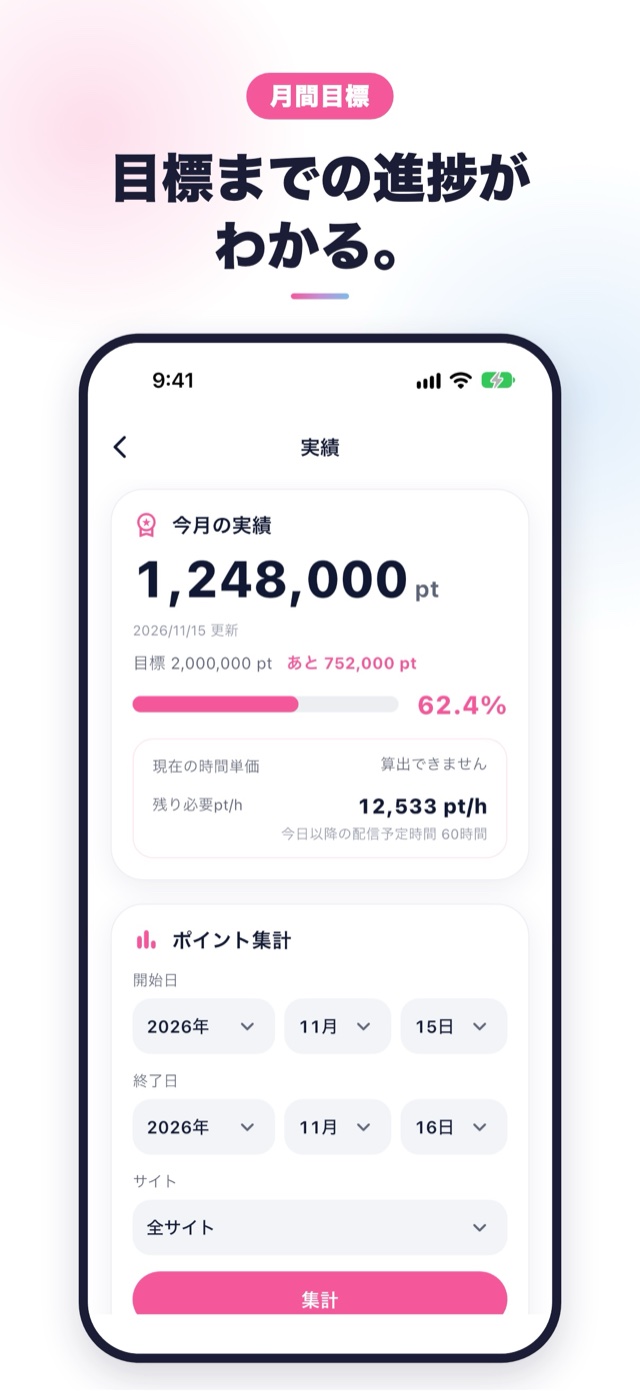 月間目標
目標までの進捗が
わかる。
9:41
実績
今月の実績
1,248,000 pt
2026/11/15 更新
目標 2,000,000 pt あと 752,000 pt
62.4%
現在の時間単価 算出できません
残り必要pt/h 12,533 pt/h
今日以降の配信予定時間 60時間
ポイント集計
開始日
2026年 11月 15日
終了日
2026年 11月 16日
サイト
全サイト
集計